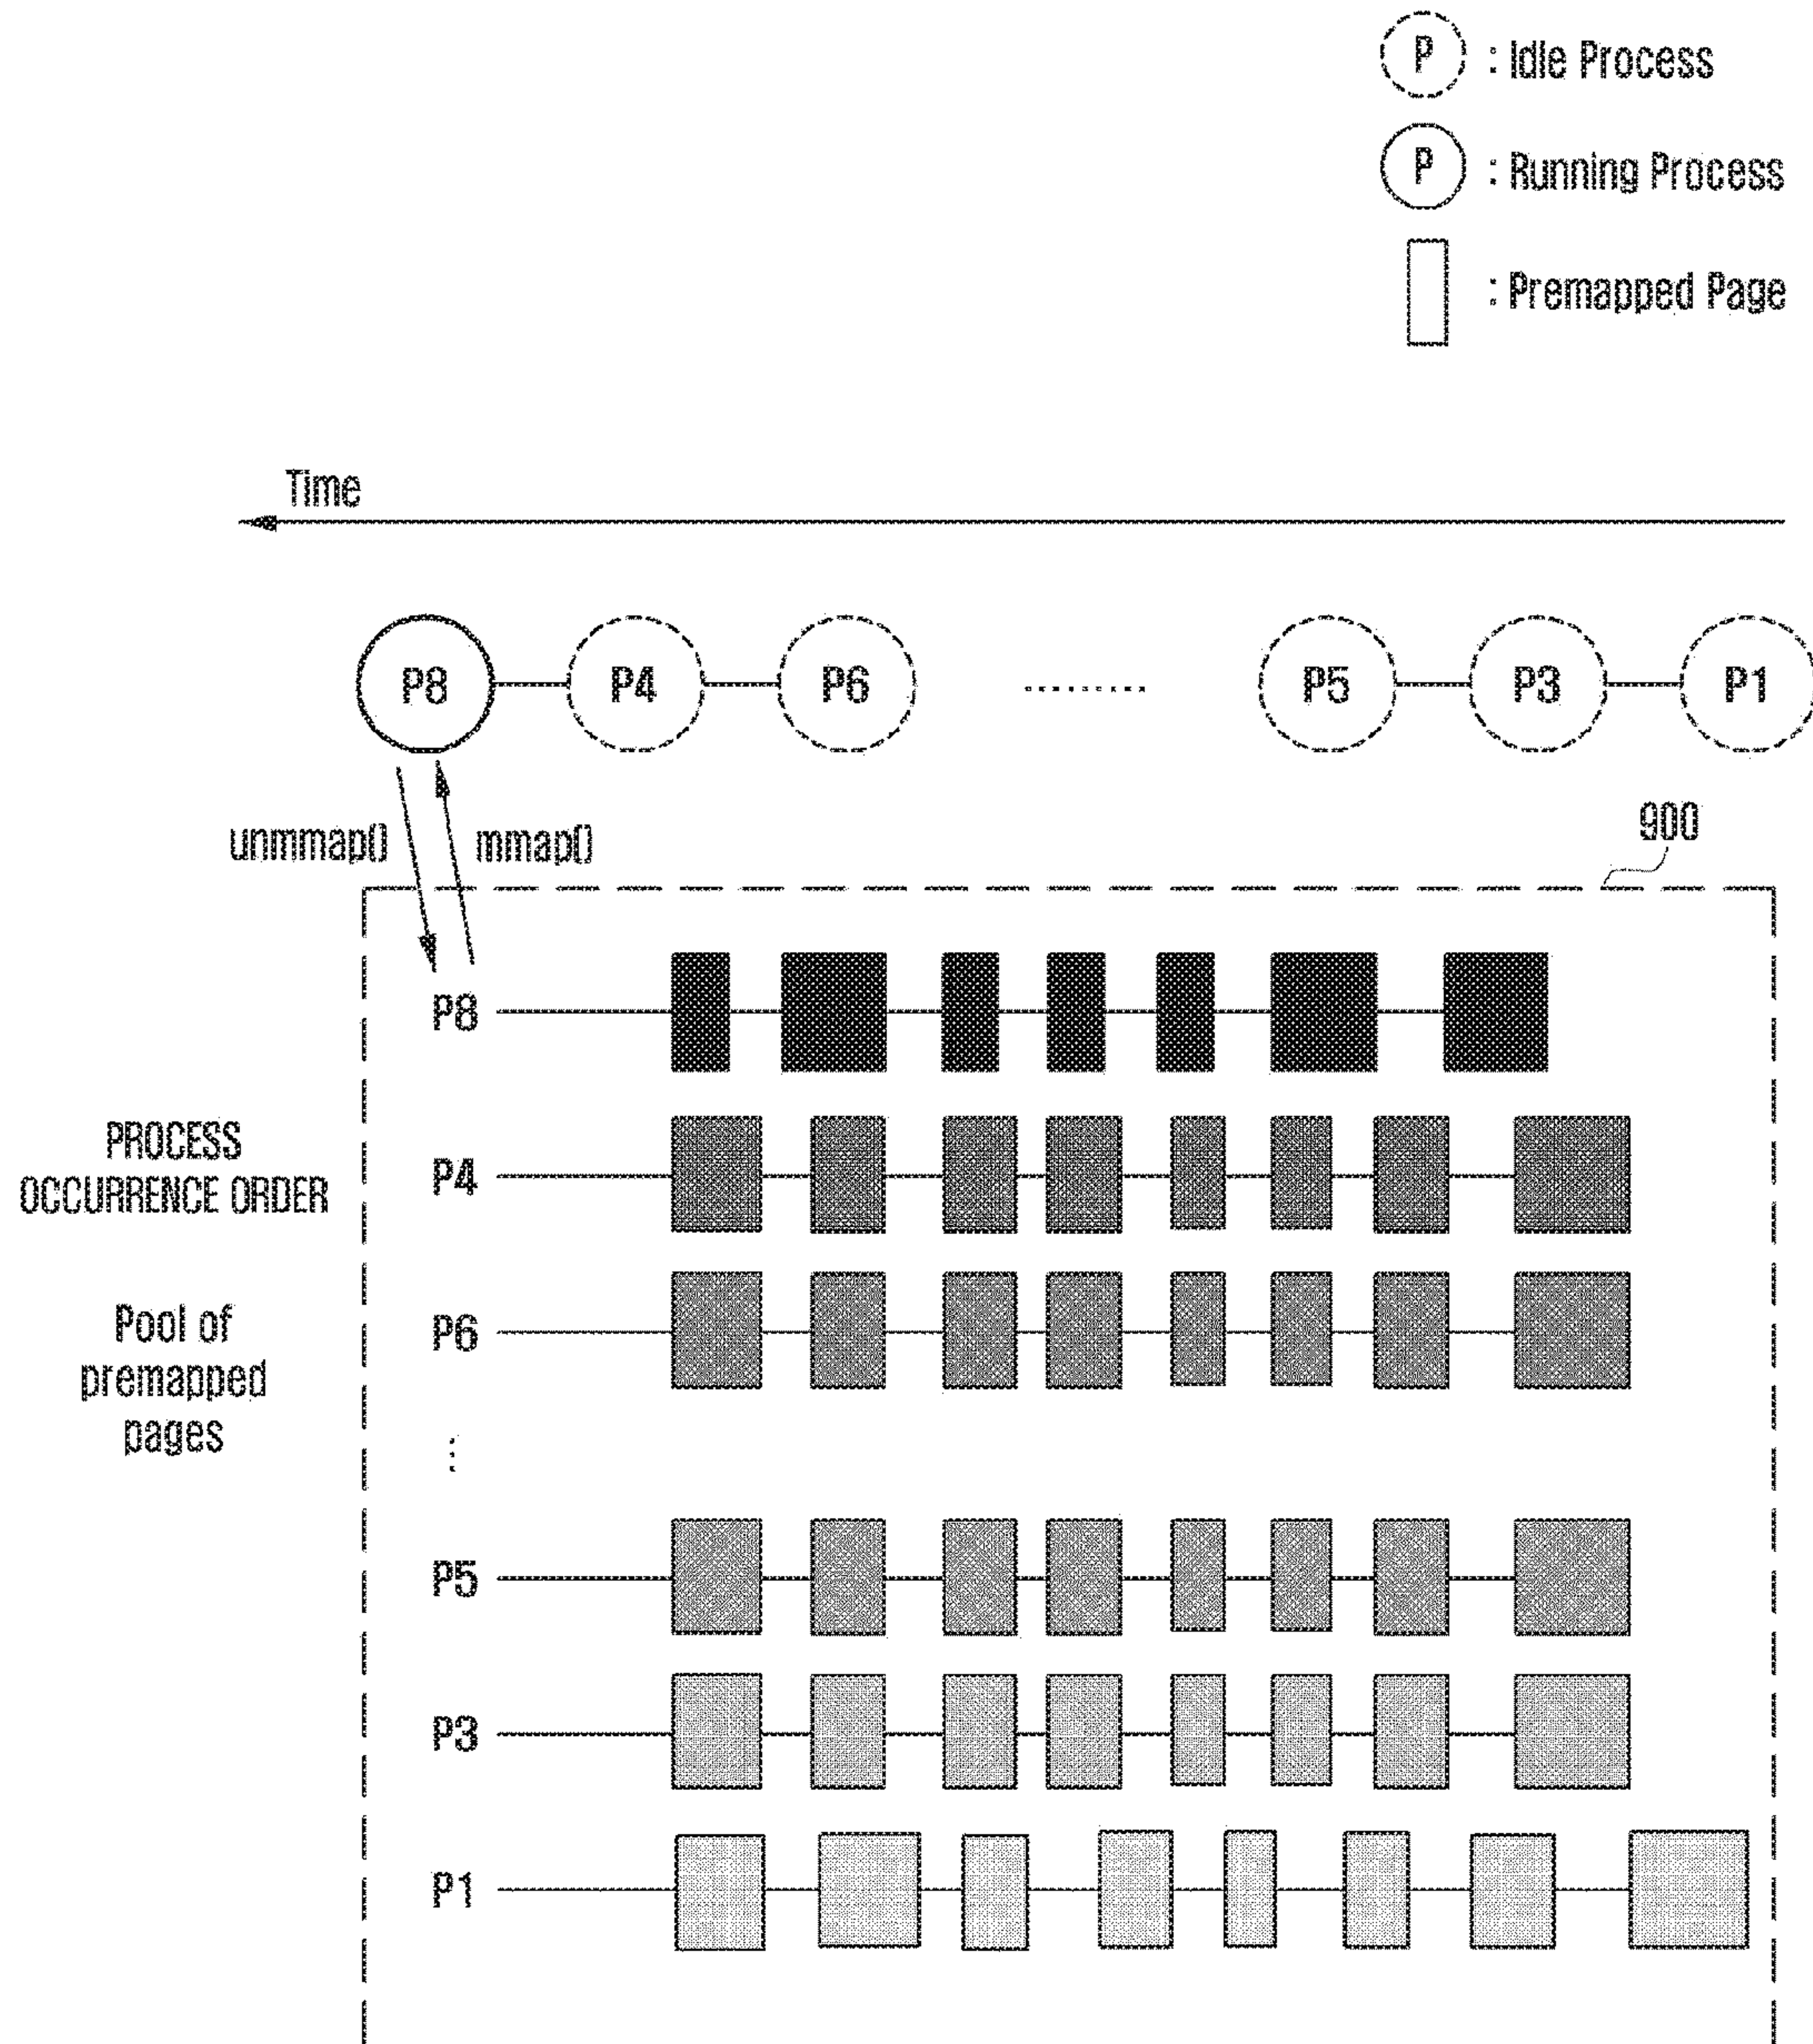 P : Idle Process
P : Running Process
: Premapped Page
Time
P8 P4 P6 ......... P5 P3 P1
unmmap() mmap()
900
P8
PROCESS
OCCURRENCE ORDER
P4
Pool of
premapped
pages
P6
⋮
P5
P3
P1